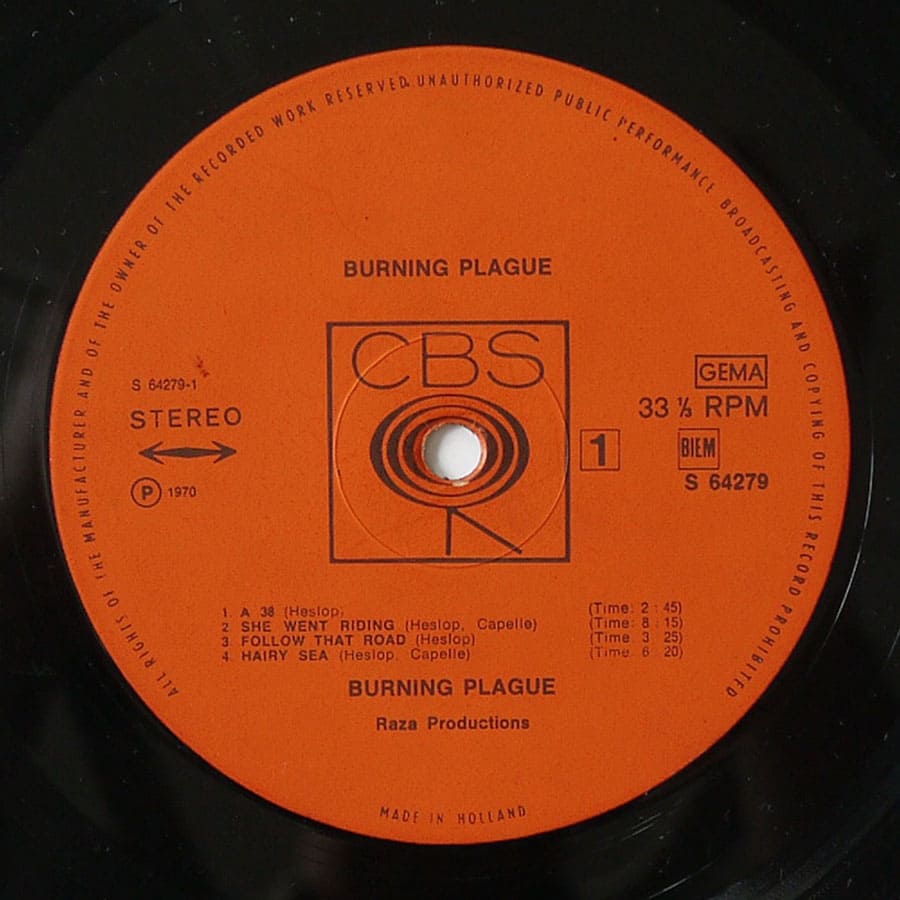 ALL RIGHTS OF THE MANUFACTURER AND OF THE OWNER OF THE RECORDED WORK RESERVED. UNAUTHORIZED PUBLIC PERFORMANCE BROADCASTING AND COPYING OF THIS RECORD PROHIBITED
BURNING PLAGUE
CBS
S 64279-1
STEREO
P 1970
GEMA
33 ⅓ RPM
1
BIEM
S 64279
1. A 38 (Heslop) (Time: 2:45)
2 SHE WENT RIDING (Heslop, Capelle) (Time: 8:15)
3 FOLLOW THAT ROAD (Heslop) (Time 3 25)
4. HAIRY SEA (Heslop, Capelle) (Time 6 20)
BURNING PLAGUE
Raza Productions
MADE IN HOLLAND